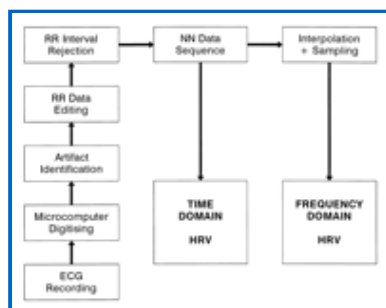 RR Interval
Rejection
NN Data
Sequence
Interpolation
+ Sampling
RR Data
Editing
Artifact
Identification
Microcomputer
Digitising
ECG
Recording
TIME
DOMAIN
HRV
FREQUENCY
DOMAIN
HRV